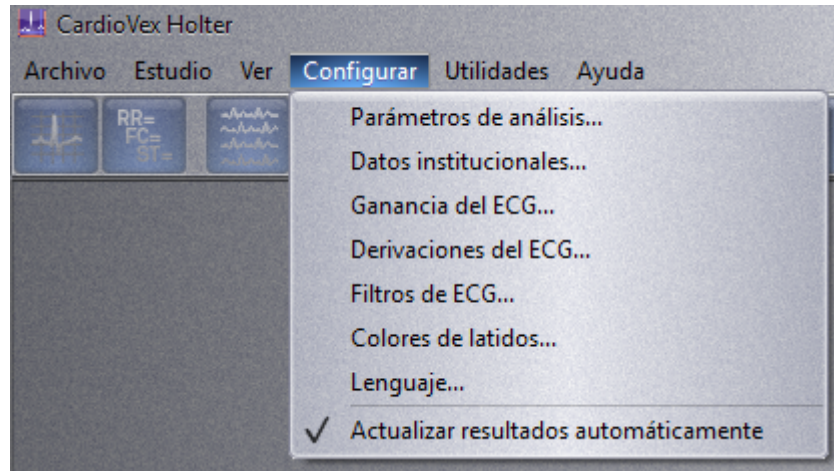 CardioVex Holter
Archivo Estudio Ver Configurar Utilidades Ayuda
RR=
FC=
ST=
Parámetros de análisis...
Datos institucionales...
Ganancia del ECG...
Derivaciones del ECG...
Filtros de ECG...
Colores de latidos...
Lenguaje...
✓ Actualizar resultados automáticamente